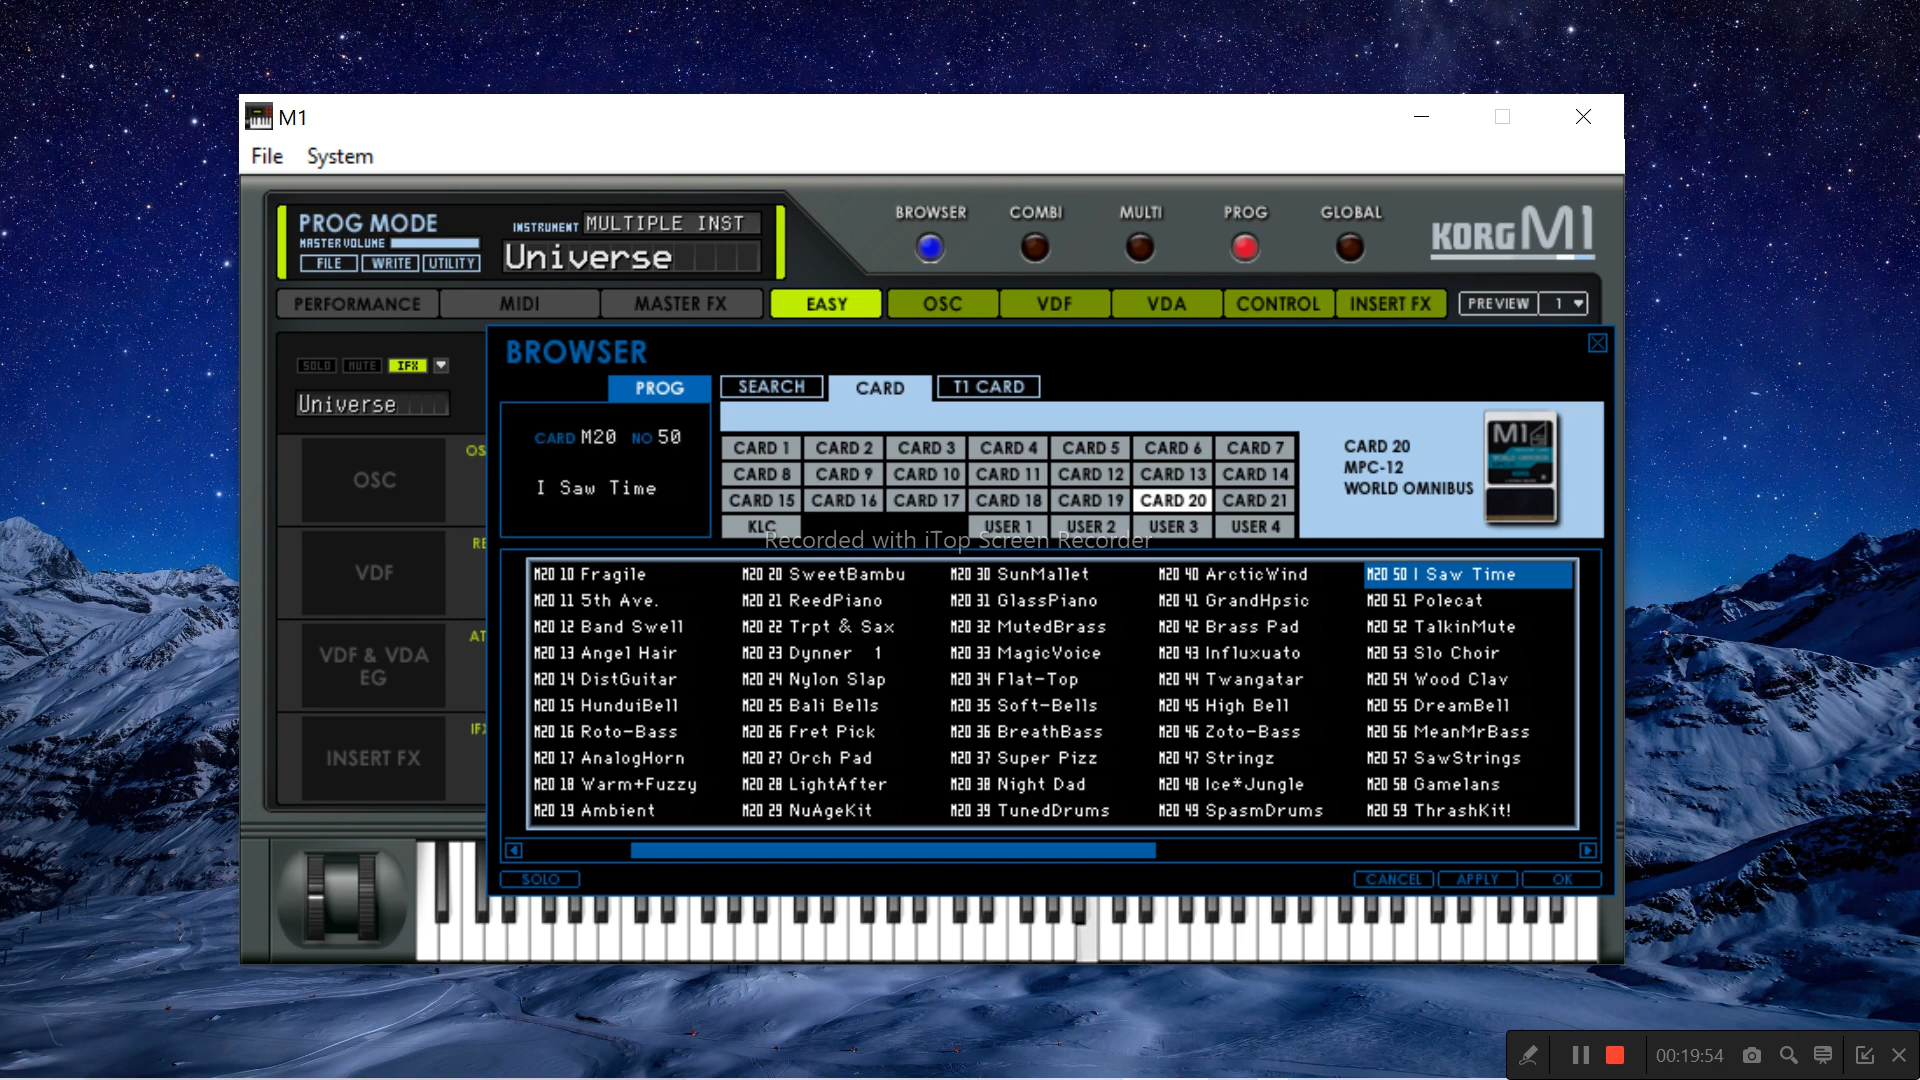 M1
File System
PROG MODE
INSTRUMENT MULTIPLE INST
MASTER VOLUME
Universe
FILE WRITE UTILITY
BROWSER COMBI MULTI PROG GLOBAL
KORG M1
PERFORMANCE MIDI MASTER FX EASY OSC VDF VDA CONTROL INSERT FX PREVIEW 1
SOLO MUTE IFX
Universe
OSC
VDF
VDF & VDA
EG
INSERT FX
BROWSER
PROG SEARCH CARD T1 CARD
CARD M20 NO 50
I Saw Time
CARD 1 CARD 2 CARD 3 CARD 4 CARD 5 CARD 6 CARD 7
CARD 8 CARD 9 CARD 10 CARD 11 CARD 12 CARD 13 CARD 14
CARD 15 CARD 16 CARD 17 CARD 18 CARD 19 CARD 20 CARD 21
KLC USER 1 USER 2 USER 3 USER 4
CARD 20
MPC-12
WORLD OMNIBUS
M1
Recorded with iTop Screen Recorder
M20 10 Fragile M20 20 SweetBambu M20 30 SunMallet M20 40 ArcticWind M20 50 I Saw Time
M20 11 5th Ave. M20 21 ReedPiano M20 31 GlassPiano M20 41 GrandHpsic M20 51 Polecat
M20 12 Band Swell M20 22 Trpt & Sax M20 32 MutedBrass M20 42 Brass Pad M20 52 TalkinMute
M20 13 Angel Hair M20 23 Dynner 1 M20 33 MagicVoice M20 43 Influxuato M20 53 Slo Choir
M20 14 DistGuitar M20 24 Nylon Slap M20 34 Flat-Top M20 44 Twangatar M20 54 Wood Clav
M20 15 HunduiBell M20 25 Bali Bells M20 35 Soft-Bells M20 45 High Bell M20 55 DreamBell
M20 16 Roto-Bass M20 26 Fret Pick M20 36 BreathBass M20 46 Zoto-Bass M20 56 MeanMrBass
M20 17 AnalogHorn M20 27 Orch Pad M20 37 Super Pizz M20 47 Stringz M20 57 SawStrings
M20 18 Warm+Fuzzy M20 28 LightAfter M20 38 Night Dad M20 48 Ice*Jungle M20 58 Gamelans
M20 19 Ambient M20 29 NuAgeKit M20 39 TunedDrums M20 49 SpasmDrums M20 59 ThrashKit!
SOLO CANCEL APPLY OK
00:19:54